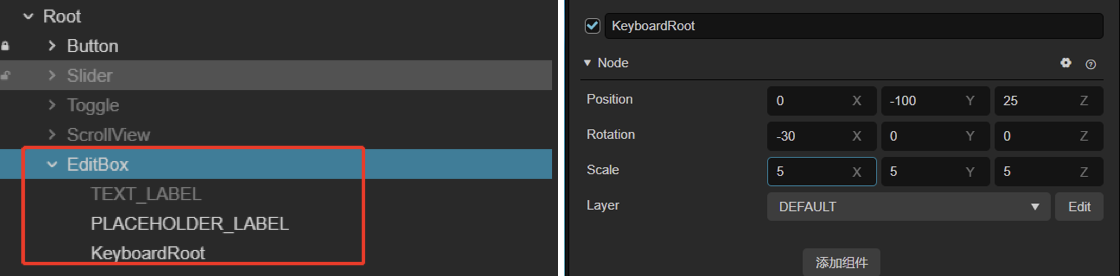 Root
Button
Slider
Toggle
ScrollView
EditBox
TEXT_LABEL
PLACEHOLDER_LABEL
KeyboardRoot
KeyboardRoot
Node
Position 0 X -100 Y 25 Z
Rotation -30 X 0 Y 0 Z
Scale 5 X 5 Y 5 Z
Layer DEFAULT Edit
添加组件